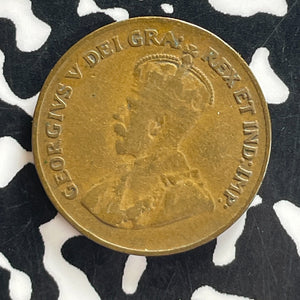 GEORGIVS V DEI GRA: REX ET IND: IMP: